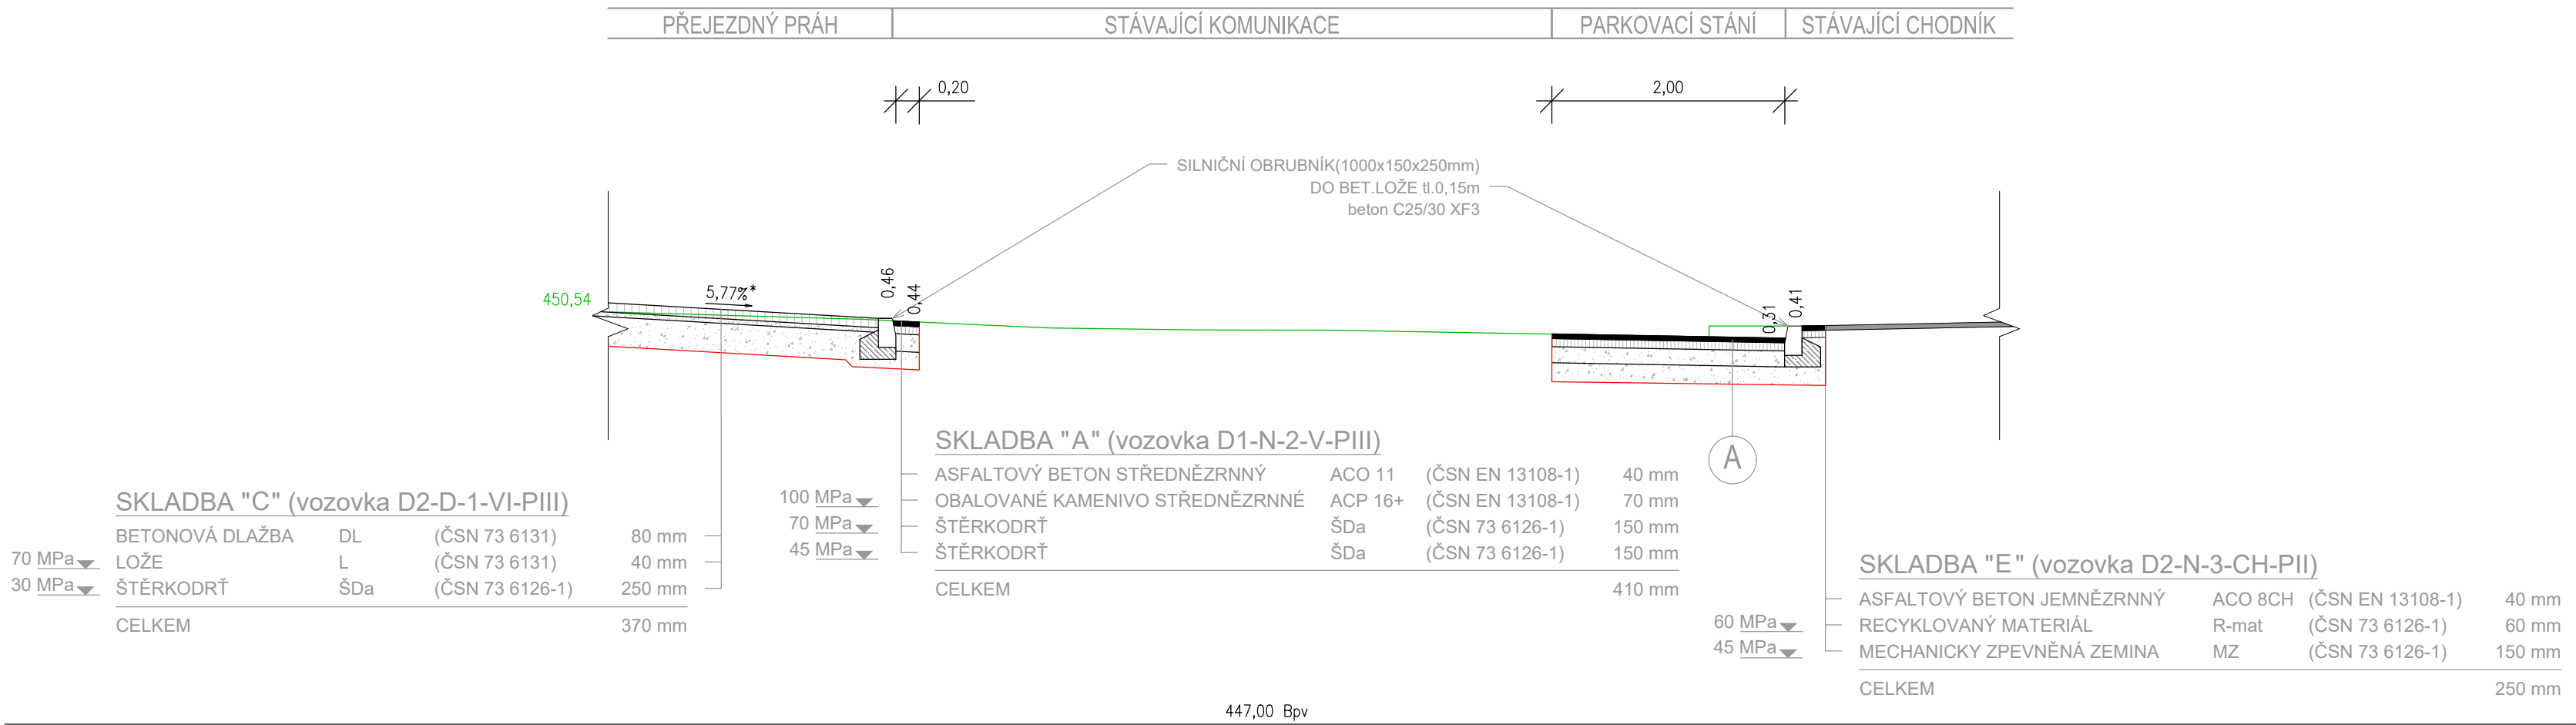 PŘEJEZDNÝ PRÁH STÁVAJÍCÍ KOMUNIKACE PARKOVACÍ STÁNÍ STÁVAJÍCÍ CHODNÍK
0,20 2,00
SILNIČNÍ OBRUBNÍK(1000x150x250mm)
DO BET.LOŽE tl.0,15m
beton C25/30 XF3
450,54 5,77%* 0,46 0,44 0,31 0,41
A
SKLADBA "C" (vozovka D2-D-1-VI-PIII)
BETONOVÁ DLAŽBA DL (ČSN 73 6131) 80 mm
70 MPa LOŽE L (ČSN 73 6131) 40 mm
30 MPa ŠTĚRKODRŤ ŠDa (ČSN 73 6126-1) 250 mm
CELKEM 370 mm
SKLADBA "A" (vozovka D1-N-2-V-PIII)
ASFALTOVÝ BETON STŘEDNĚZRNNÝ ACO 11 (ČSN EN 13108-1) 40 mm
100 MPa OBALOVANÉ KAMENIVO STŘEDNĚZRNNÉ ACP 16+ (ČSN EN 13108-1) 70 mm
70 MPa ŠTĚRKODRŤ ŠDa (ČSN 73 6126-1) 150 mm
45 MPa ŠTĚRKODRŤ ŠDa (ČSN 73 6126-1) 150 mm
CELKEM 410 mm
SKLADBA "E" (vozovka D2-N-3-CH-PII)
ASFALTOVÝ BETON JEMNĚZRNNÝ ACO 8CH (ČSN EN 13108-1) 40 mm
60 MPa RECYKLOVANÝ MATERIÁL R-mat (ČSN 73 6126-1) 60 mm
45 MPa MECHANICKY ZPEVNĚNÁ ZEMINA MZ (ČSN 73 6126-1) 150 mm
CELKEM 250 mm
447,00 Bpv